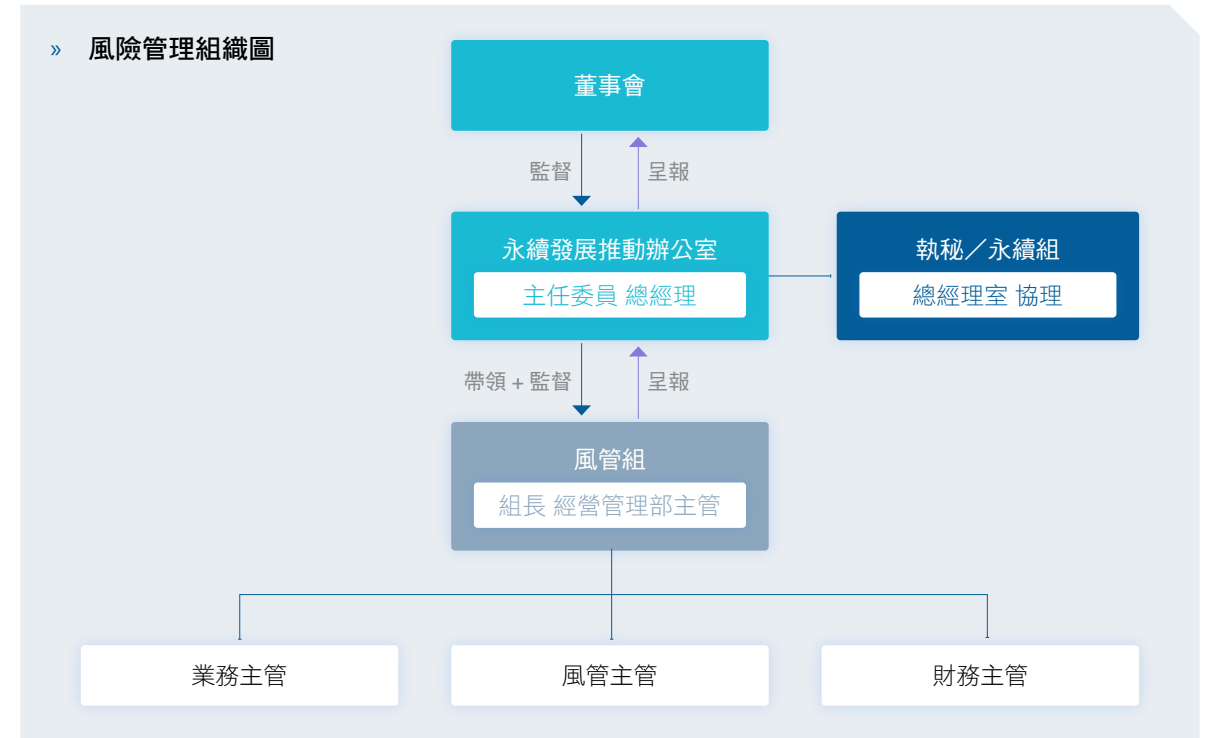 » 風險管理組織圖
董事會
監督
呈報
永續發展推動辦公室
主任委員 總經理
執秘／永續組
總經理室 協理
帶領 + 監督
呈報
風管組
組長 經營管理部主管
業務主管
風管主管
財務主管